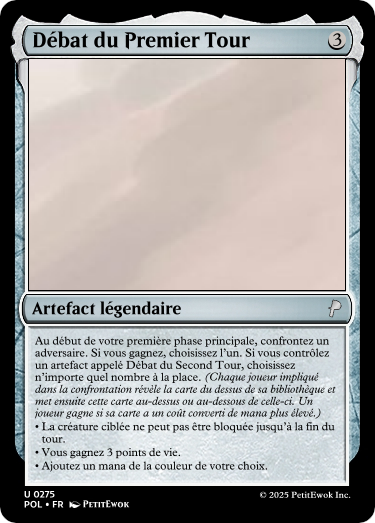 Débat du Premier Tour
3
Artefact légendaire
Au début de votre première phase principale, confrontez un
adversaire. Si vous gagnez, choisissez l'un. Si vous contrôlez
un artefact appelé Débat du Second Tour, choisissez
n'importe quel nombre à la place. (Chaque joueur impliqué
dans la confrontation révèle la carte du dessus de sa bibliothèque et
met ensuite cette carte au-dessus ou au-dessous de celle-ci. Un
joueur gagne si sa carte a un coût converti de mana plus élevé.)
• La créature ciblée ne peut pas être bloquée jusqu'à la fin du
tour.
• Vous gagnez 3 points de vie.
• Ajoutez un mana de la couleur de votre choix.
U 0275
POL • FR PetitEwok
© 2025 PetitEwok Inc.